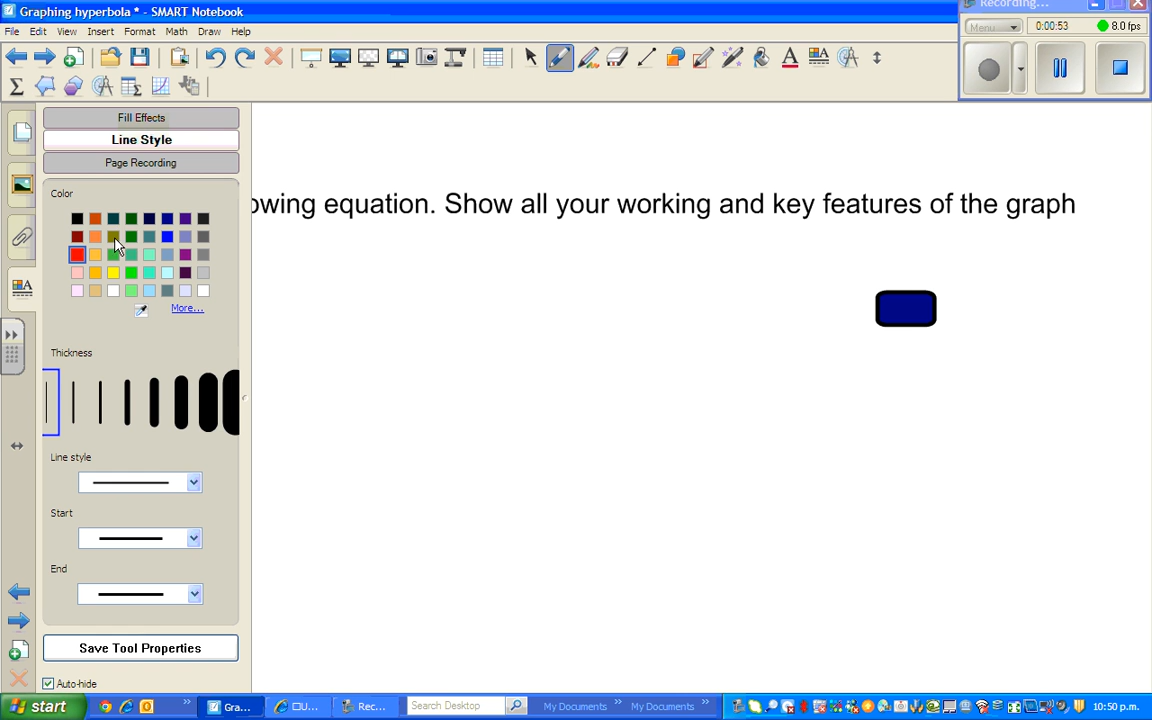 Graphing hyperbola * - SMART Notebook
Recording...
File Edit View Insert Format Math Draw Help
Menu 0:00:53 8.0 fps
Fill Effects
Line Style
Page Recording
Color
owing equation. Show all your working and key features of the graph
More...
Thickness
Line style
Start
End
Save Tool Properties
Auto-hide
start Gra... U... Rec... Search Desktop My Documents » My Documents » 10:50 p.m.